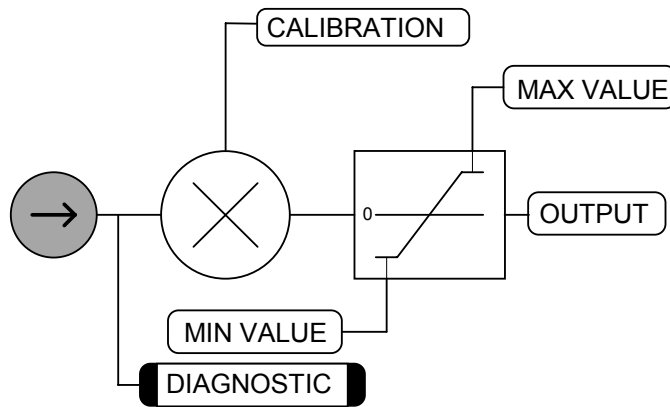 CALIBRATION
MAX VALUE
0
OUTPUT
MIN VALUE
DIAGNOSTIC